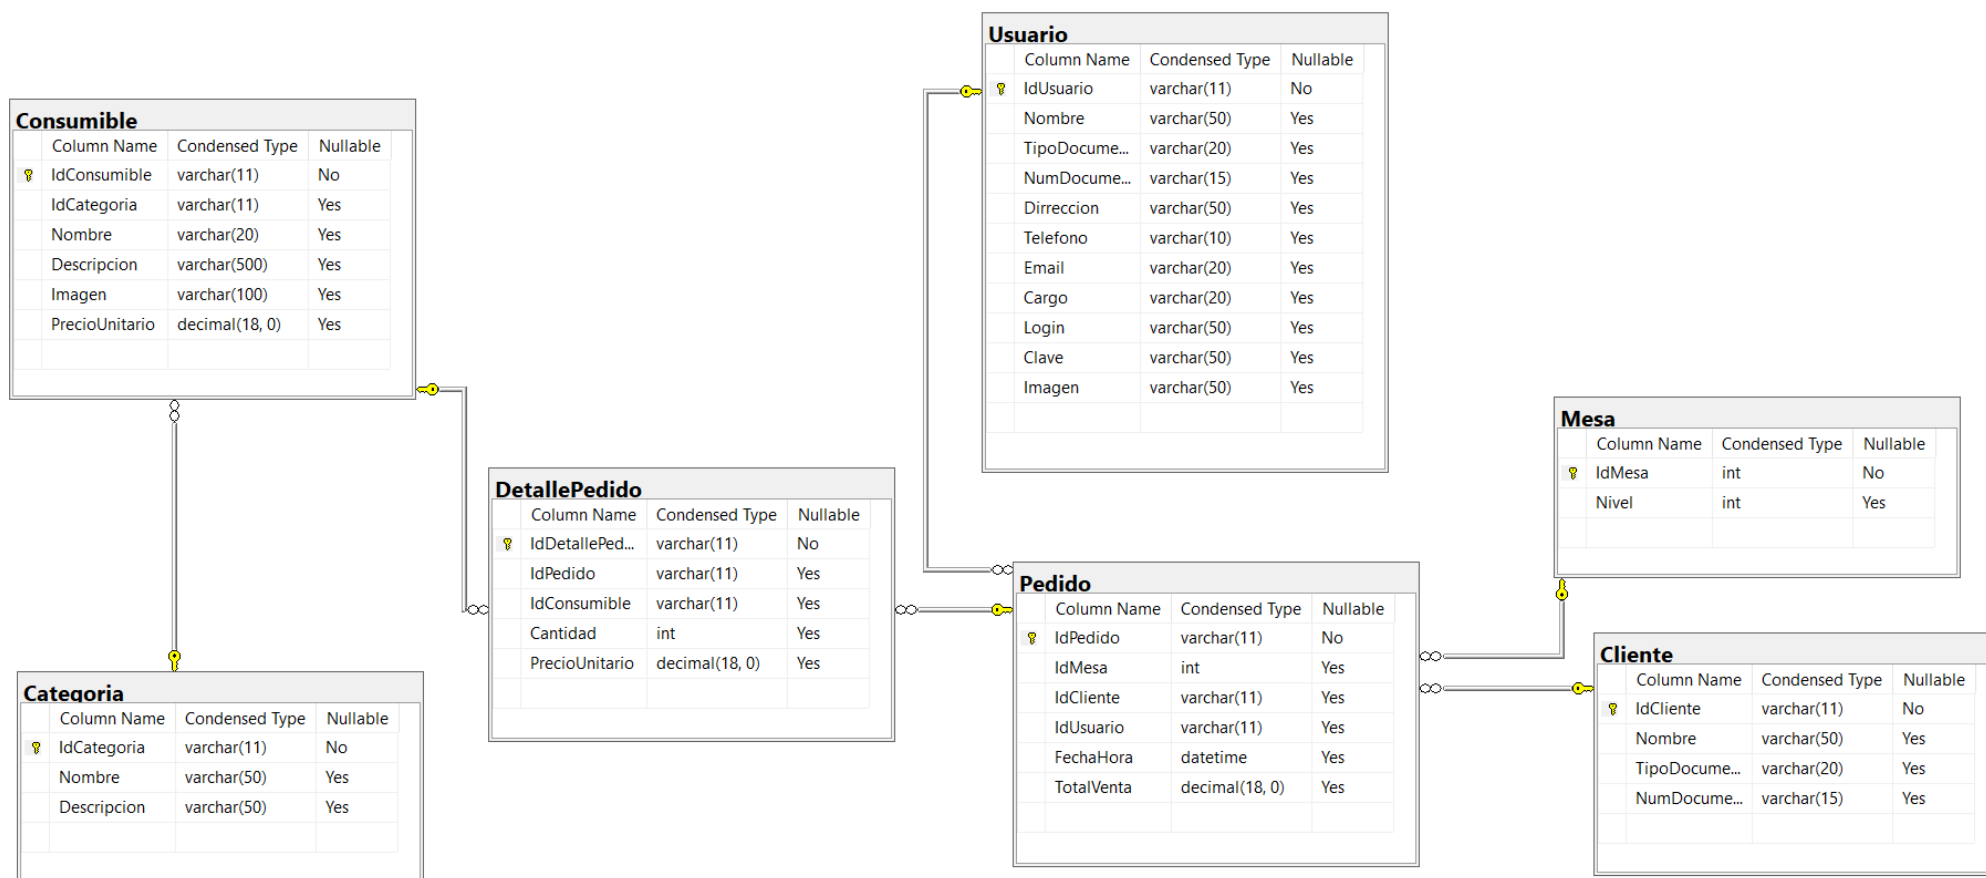 Usuario
Column Name Condensed Type Nullable
IdUsuario varchar(11) No
Nombre varchar(50) Yes
TipoDocume... varchar(20) Yes
NumDocume... varchar(15) Yes
Dirreccion varchar(50) Yes
Telefono varchar(10) Yes
Email varchar(20) Yes
Cargo varchar(20) Yes
Login varchar(50) Yes
Clave varchar(50) Yes
Imagen varchar(50) Yes
Consumible
Column Name Condensed Type Nullable
IdConsumible varchar(11) No
IdCategoria varchar(11) Yes
Nombre varchar(20) Yes
Descripcion varchar(500) Yes
Imagen varchar(100) Yes
PrecioUnitario decimal(18, 0) Yes
Mesa
Column Name Condensed Type Nullable
IdMesa int No
Nivel int Yes
DetallePedido
Column Name Condensed Type Nullable
IdDetallePed... varchar(11) No
IdPedido varchar(11) Yes
IdConsumible varchar(11) Yes
Cantidad int Yes
PrecioUnitario decimal(18, 0) Yes
Pedido
Column Name Condensed Type Nullable
IdPedido varchar(11) No
IdMesa int Yes
IdCliente varchar(11) Yes
IdUsuario varchar(11) Yes
FechaHora datetime Yes
TotalVenta decimal(18, 0) Yes
Cliente
Column Name Condensed Type Nullable
IdCliente varchar(11) No
Nombre varchar(50) Yes
TipoDocume... varchar(20) Yes
NumDocume... varchar(15) Yes
Categoria
Column Name Condensed Type Nullable
IdCategoria varchar(11) No
Nombre varchar(50) Yes
Descripcion varchar(50) Yes